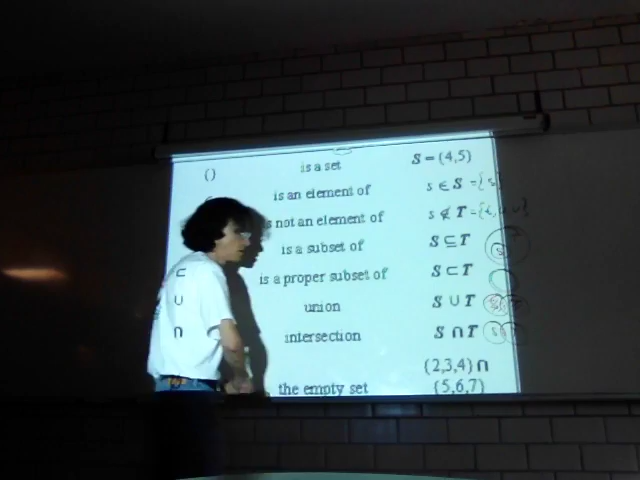 () is a set S = (4,5)
is an element of s ∈ S = {s}
is not an element of s ∉ T = {t, u}
is a subset of S ⊆ T
⊂ is a proper subset of S ⊂ T
∪ union S ∪ T
∩ intersection S ∩ T
(2,3,4) ∩
the empty set (5,6,7)